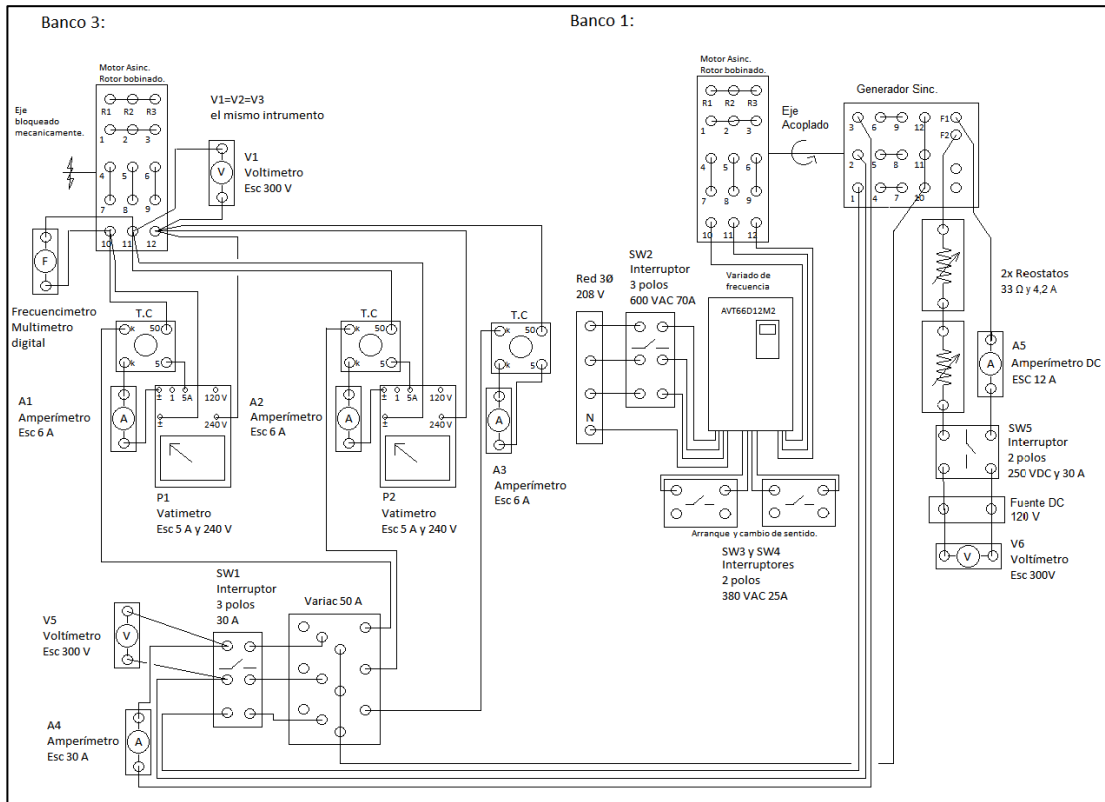 Banco 3:
Banco 1:
Motor Asinc.
Rotor bobinado.
R1 R2 R3
1 2 3
4 5 6
7 8 9
10 11 12
Eje
bloqueado
mecanicamente.
V1=V2=V3
el mismo intrumento
V
V1
Voltimetro
Esc 300 V
F
Frecuencimetro
Multimetro
digital
T.C
k 50
k 5
A
A1
Amperímetro
Esc 6 A
± 1 5A 120 V
± 240 V
P1
Vatimetro
Esc 5 A y 240 V
T.C
k 50
k 5
A
A2
Amperímetro
Esc 6 A
± 1 5A 120 V
± 240 V
P2
Vatimetro
Esc 5 A y 240 V
T.C
k 50
k 5
A
A3
Amperímetro
Esc 6 A
SW1
Interruptor
3 polos
30 A
Variac 50 A
V5
Voltímetro
Esc 300 V
V
A4
Amperímetro
Esc 30 A
A
Motor Asinc.
Rotor bobinado.
R1 R2 R3
1 2 3
4 5 6
7 8 9
10 11 12
Eje
Acoplado
Generador Sinc.
3 6 9 12
2 5 8 11
1 4 7 10
F1
F2
SW2
Interruptor
3 polos
600 VAC 70A
Red 3Ø
208 V
N
Variado de
frecuencia
AVT66D12M2
Arranque y cambio de sentido.
SW3 y SW4
Interruptores
2 polos
380 VAC 25A
2x Reostatos
33 Ω y 4,2 A
A
A5
Amperímetro DC
ESC 12 A
SW5
Interruptor
2 polos
250 VDC y 30 A
Fuente DC
120 V
V
V6
Voltímetro
Esc 300V